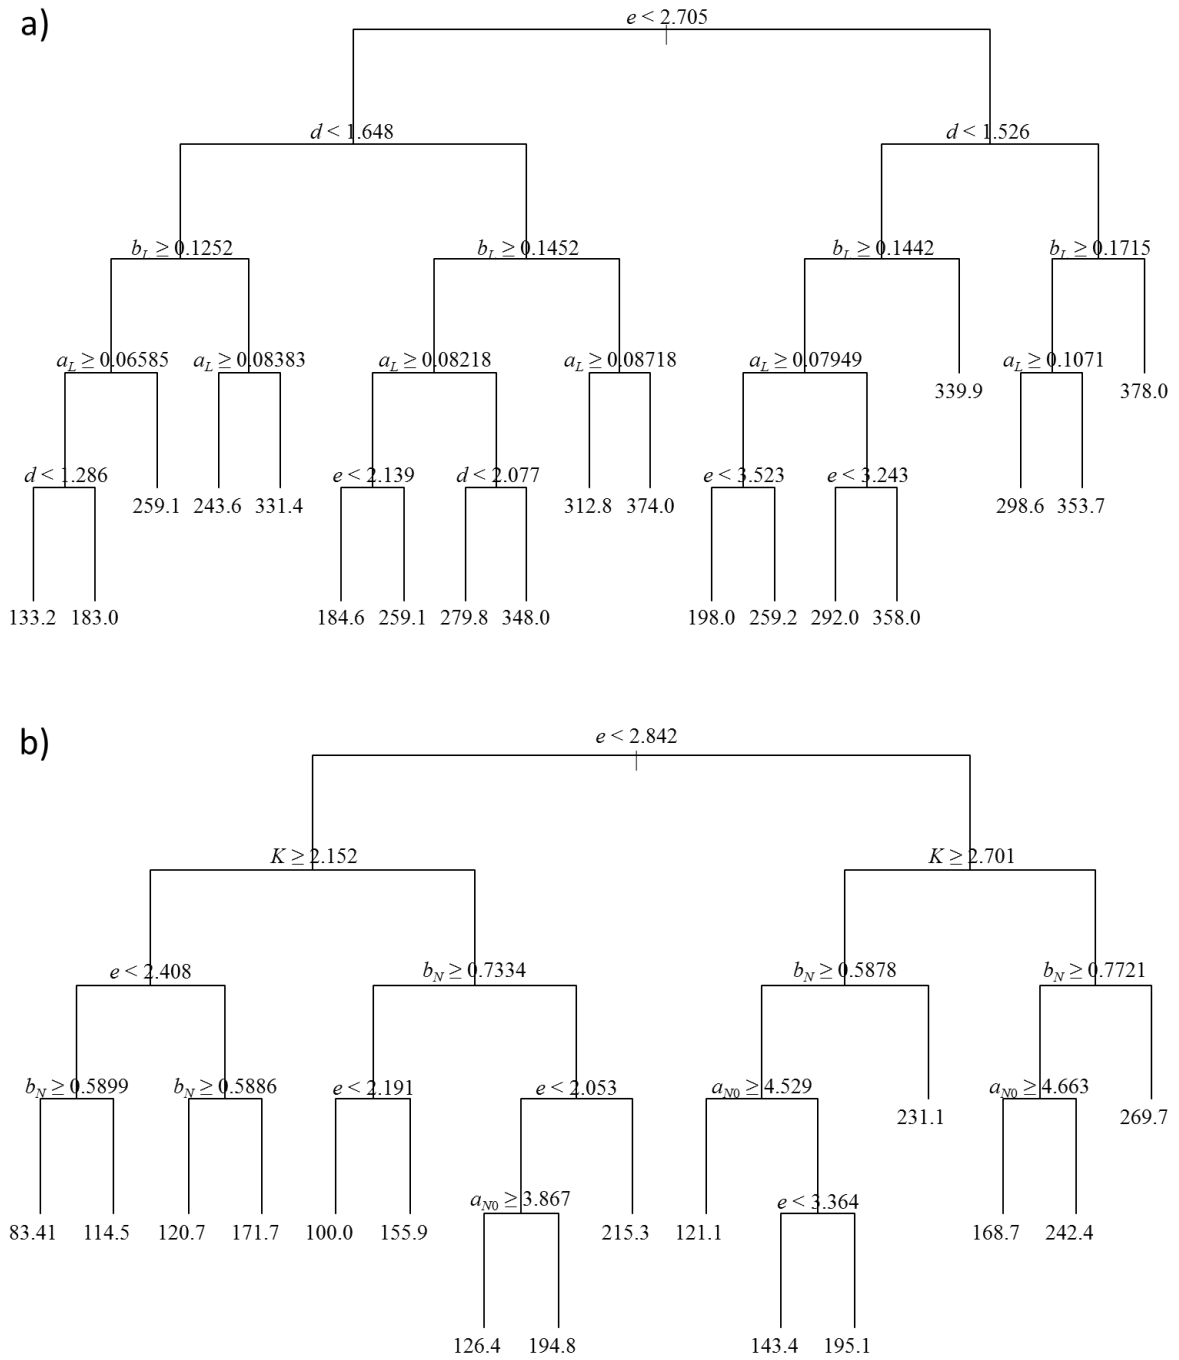 a)
e < 2.705
d < 1.648 d < 1.526
b_L ≥ 0.1252 b_L ≥ 0.1452 b_L ≥ 0.1442 b_L ≥ 0.1715
a_L ≥ 0.06585 a_L ≥ 0.08383 a_L ≥ 0.08218 a_L ≥ 0.08718 a_L ≥ 0.07949 a_L ≥ 0.1071
339.9 378.0
d < 1.286 e < 2.139 d < 2.077 e < 3.523 e < 3.243
259.1 243.6 331.4 312.8 374.0 298.6 353.7
133.2 183.0 184.6 259.1 279.8 348.0 198.0 259.2 292.0 358.0
b)
e < 2.842
K ≥ 2.152 K ≥ 2.701
e < 2.408 b_N ≥ 0.7334 b_N ≥ 0.5878 b_N ≥ 0.7721
b_N ≥ 0.5899 b_N ≥ 0.5886 e < 2.191 e < 2.053 a_N0 ≥ 4.529 a_N0 ≥ 4.663
231.1 269.7
a_N0 ≥ 3.867 e < 3.364
83.41 114.5 120.7 171.7 100.0 155.9 215.3 121.1 168.7 242.4
126.4 194.8 143.4 195.1